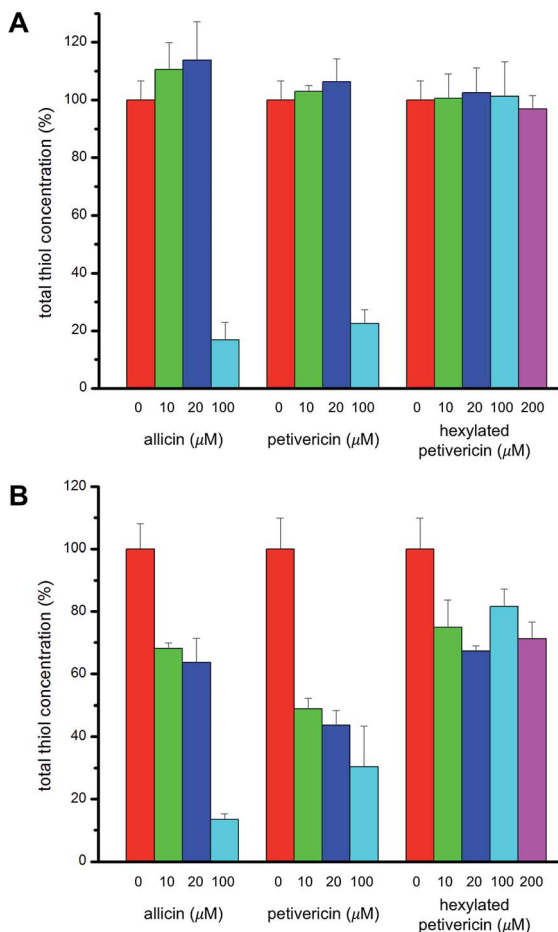 A
total thiol concentration (%)
120
100
80
60
40
20
0
0 10 20 100 0 10 20 100 0 10 20 100 200
allicin (μM) petivericin (μM) hexylated
petivericin (μM)
B
total thiol concentration (%)
120
100
80
60
40
20
0
0 10 20 100 0 10 20 100 0 10 20 100 200
allicin (μM) petivericin (μM) hexylated
petivericin (μM)